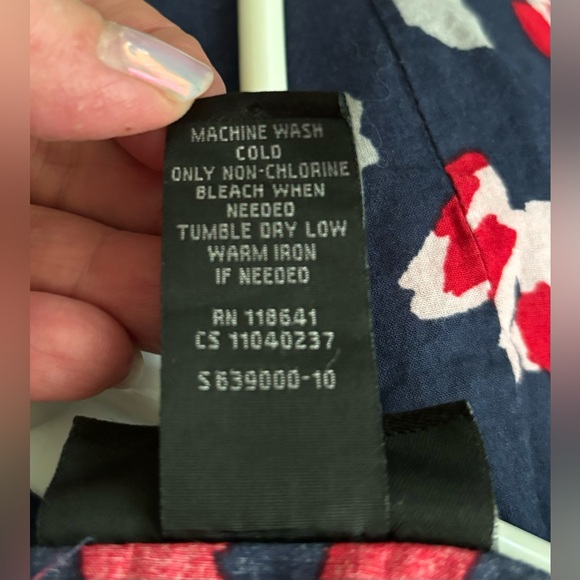 MACHINE WASH
COLD
ONLY NON-CHLORINE
BLEACH WHEN
NEEDED
TUMBLE DRY LOW
WARM IRON
IF NEEDED
RN 118641
CS 11040237
S639000-10